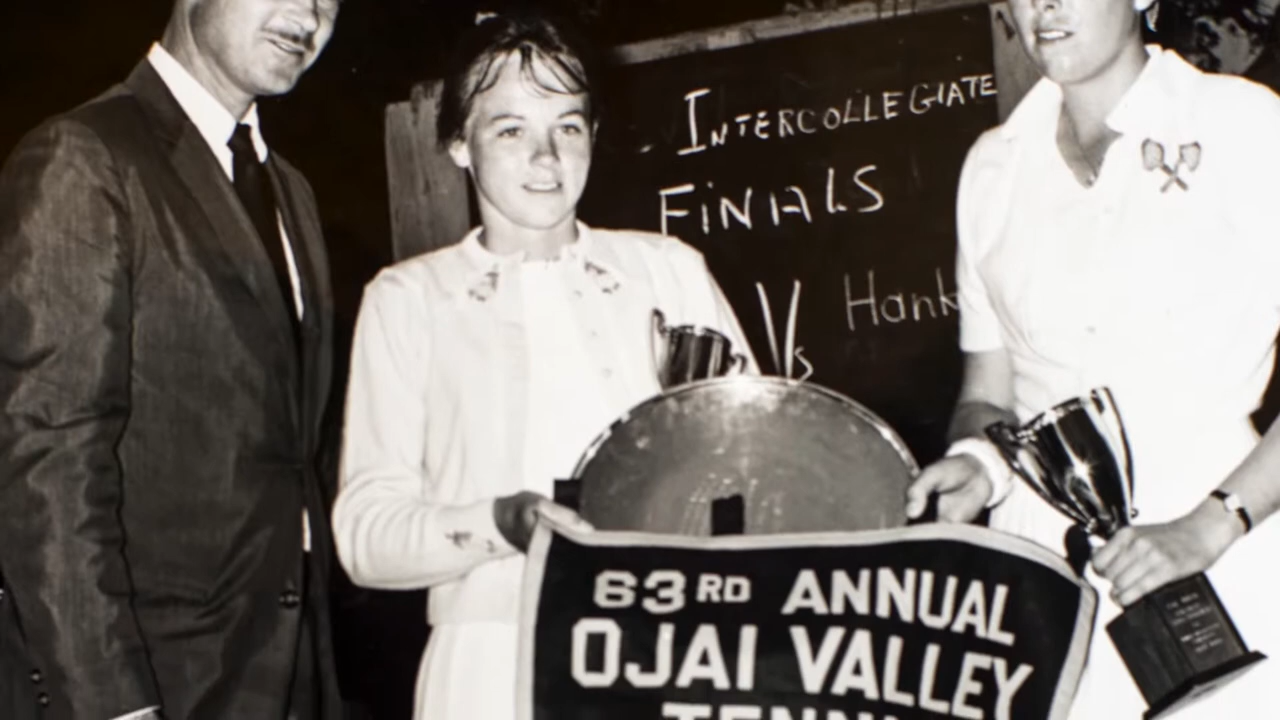 INTERCOLLEGIATE
FINALS
Vs Hank
63RD ANNUAL
OJAI VALLEY